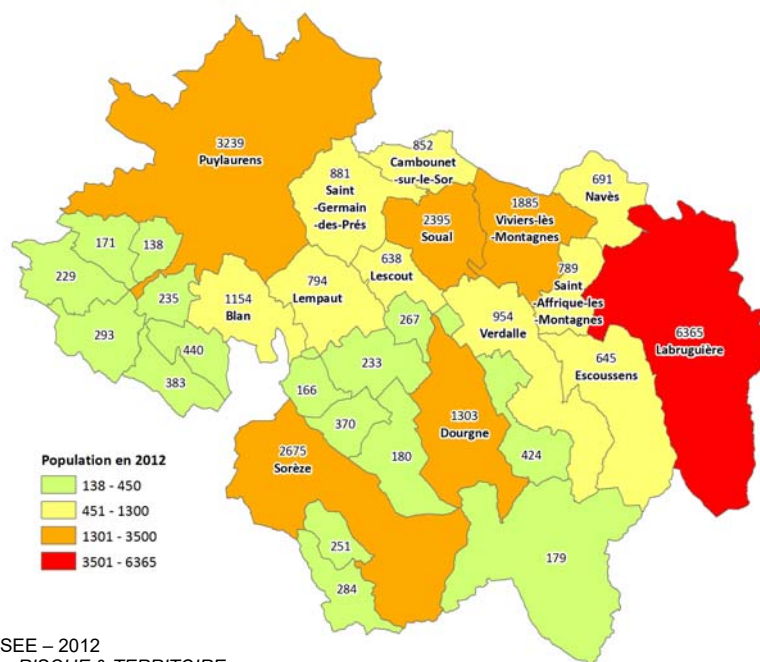 3239
Puylaurens
852
Cambounet
-sur-le-Sor
881
Saint
-Germain
-des-Prés
691
Navès
1885
Viviers-lès
-Montagnes
2395
Soual
171
138
229
638
Lescout
789
Saint
-Affrique-les
-Montagnes
794
Lempaut
235
1154
Blan
267
954
Verdalle
6365
Labruguière
293
440
383
233
645
Escoussens
166
1303
Dourgne
370
2675
Sorèze
180
424
Population en 2012
138 - 450
451 - 1300
1301 - 3500
3501 - 6365
251
284
179
SEE – 2012
RISQUE & TERRITOIRE